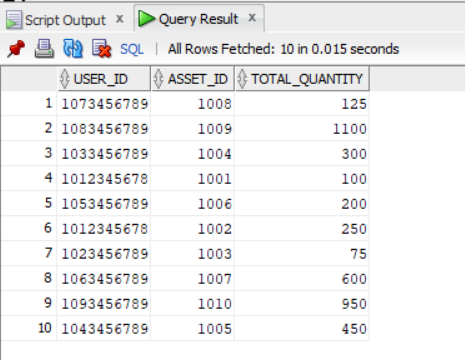 Script Output x Query Result x
SQL | All Rows Fetched: 10 in 0.015 seconds
USER_ID ASSET_ID TOTAL_QUANTITY
1 1073456789 1008 125
2 1083456789 1009 1100
3 1033456789 1004 300
4 1012345678 1001 100
5 1053456789 1006 200
6 1012345678 1002 250
7 1023456789 1003 75
8 1063456789 1007 600
9 1093456789 1010 950
10 1043456789 1005 450